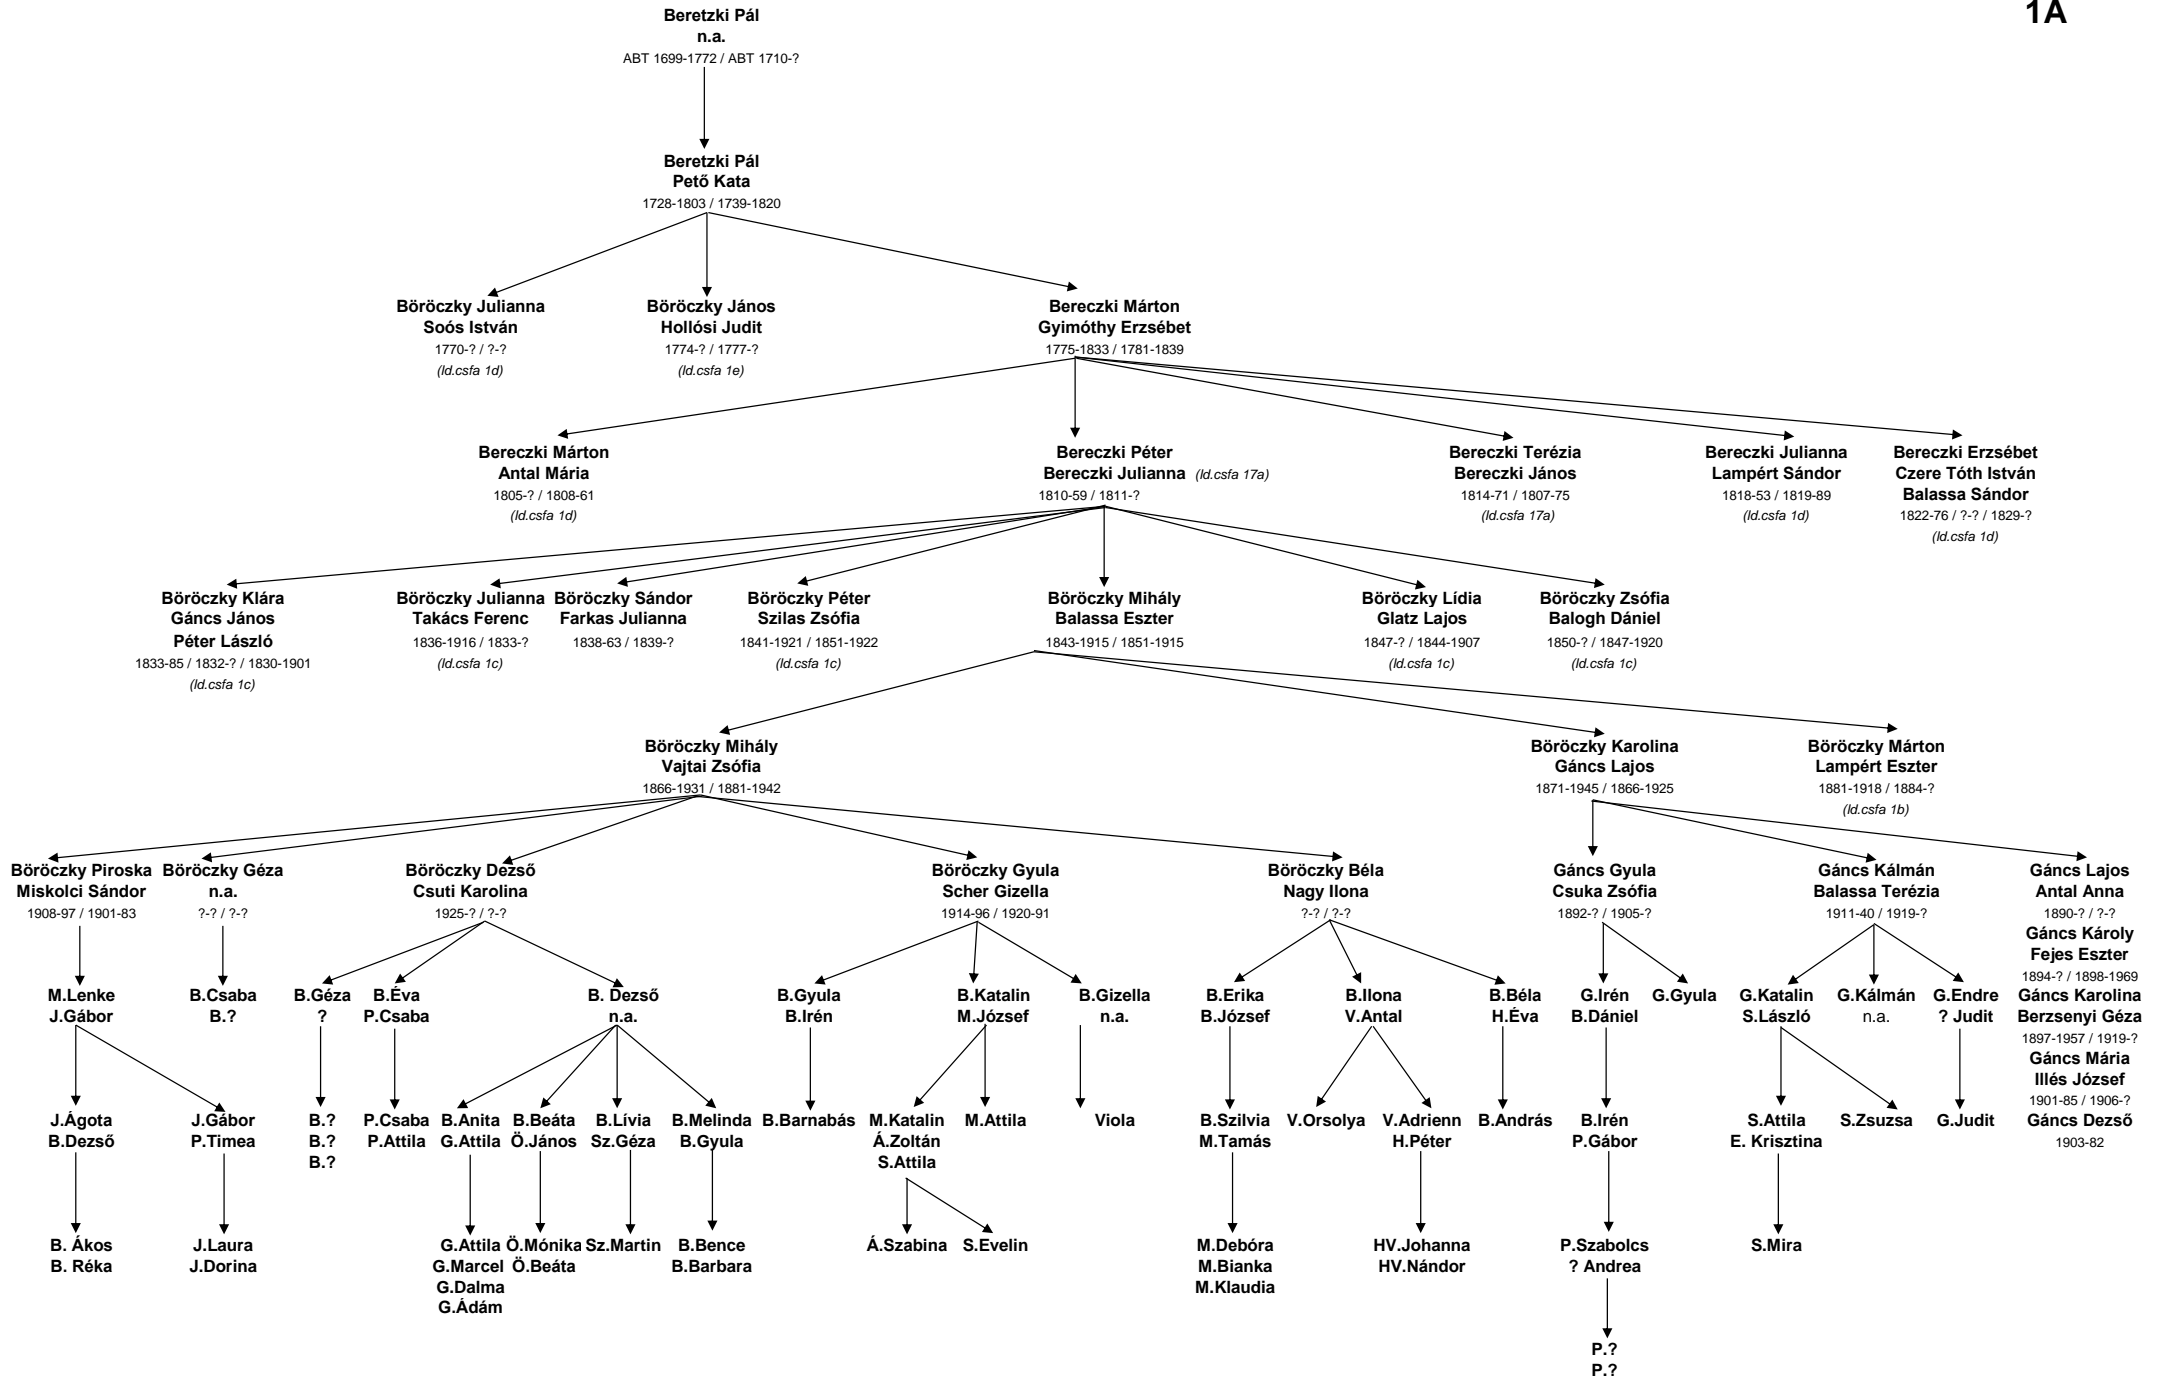 1A
Beretzki Pál
n.a.
ABT 1699-1772 / ABT 1710-?
Beretzki Pál
Pető Kata
1728-1803 / 1739-1820
Böröczky Julianna
Soós István
1770-? / ?-?
(ld.csfa 1d)
Böröczky János
Hollósi Judit
1774-? / 1777-?
(ld.csfa 1e)
Bereczki Márton
Gyimóthy Erzsébet
1775-1833 / 1781-1839
Bereczki Márton
Antal Mária
1805-? / 1808-61
(ld.csfa 1d)
Bereczki Péter
Bereczki Julianna (ld.csfa 17a)
1810-59 / 1811-?
Bereczki Terézia
Bereczki János
1814-71 / 1807-75
(ld.csfa 17a)
Bereczki Julianna
Lampért Sándor
1818-53 / 1819-89
(ld.csfa 1d)
Bereczki Erzsébet
Czere Tóth István
Balassa Sándor
1822-76 / ?-? / 1829-?
(ld.csfa 1d)
Böröczky Klára
Gáncs János
Péter László
1833-85 / 1832-? / 1830-1901
(ld.csfa 1c)
Böröczky Julianna
Takács Ferenc
1836-1916 / 1833-?
(ld.csfa 1c)
Böröczky Sándor
Farkas Julianna
1838-63 / 1839-?
Böröczky Péter
Szilas Zsófia
1841-1921 / 1851-1922
(ld.csfa 1c)
Böröczky Mihály
Balassa Eszter
1843-1915 / 1851-1915
Böröczky Lídia
Glatz Lajos
1847-? / 1844-1907
(ld.csfa 1c)
Böröczky Zsófia
Balogh Dániel
1850-? / 1847-1920
(ld.csfa 1c)
Böröczky Mihály
Vajtai Zsófia
1866-1931 / 1881-1942
Böröczky Karolina
Gáncs Lajos
1871-1945 / 1866-1925
Böröczky Márton
Lampért Eszter
1881-1918 / 1884-?
(ld.csfa 1b)
Böröczky Piroska
Miskolci Sándor
1908-97 / 1901-83
Böröczky Géza
n.a.
?-? / ?-?
Böröczky Dezső
Csuti Karolina
1925-? / ?-?
Böröczky Gyula
Scher Gizella
1914-96 / 1920-91
Böröczky Béla
Nagy Ilona
?-? / ?-?
Gáncs Gyula
Csuka Zsófia
1892-? / 1905-?
Gáncs Kálmán
Balassa Terézia
1911-40 / 1919-?
Gáncs Lajos
Antal Anna
1890-? / ?-?
Gáncs Károly
Fejes Eszter
1894-? / 1898-1969
Gáncs Karolina
Berzsenyi Géza
1897-1957 / 1919-?
Gáncs Mária
Illés József
1901-85 / 1906-?
Gáncs Dezső
1903-82
M.Lenke
J.Gábor
B.Csaba
B.?
B.Géza
?
B.Éva
P.Csaba
B. Dezső
n.a.
B.Gyula
B.Irén
B.Katalin
M.József
B.Gizella
n.a.
B.Erika
B.József
B.Ilona
V.Antal
B.Béla
H.Éva
G.Irén
B.Dániel
G.Gyula
G.Katalin
S.László
G.Kálmán
n.a.
G.Endre
? Judit
J.Ágota
B.Dezső
J.Gábor
P.Timea
B.?
B.?
B.?
P.Csaba
P.Attila
B.Anita
G.Attila
B.Beáta
Ö.János
B.Lívia
Sz.Géza
B.Melinda
B.Gyula
B.Barnabás
M.Katalin
Á.Zoltán
S.Attila
M.Attila
Viola
B.Szilvia
M.Tamás
V.Orsolya
V.Adrienn
H.Péter
B.András
B.Irén
P.Gábor
S.Attila
E. Krisztina
S.Zsuzsa
G.Judit
B. Ákos
B. Réka
J.Laura
J.Dorina
G.Attila
G.Marcel
G.Dalma
G.Ádám
Ö.Mónika
Ö.Beáta
Sz.Martin
B.Bence
B.Barbara
Á.Szabina
S.Evelin
M.Debóra
M.Bianka
M.Klaudia
HV.Johanna
HV.Nándor
P.Szabolcs
? Andrea
S.Mira
P.?
P.?